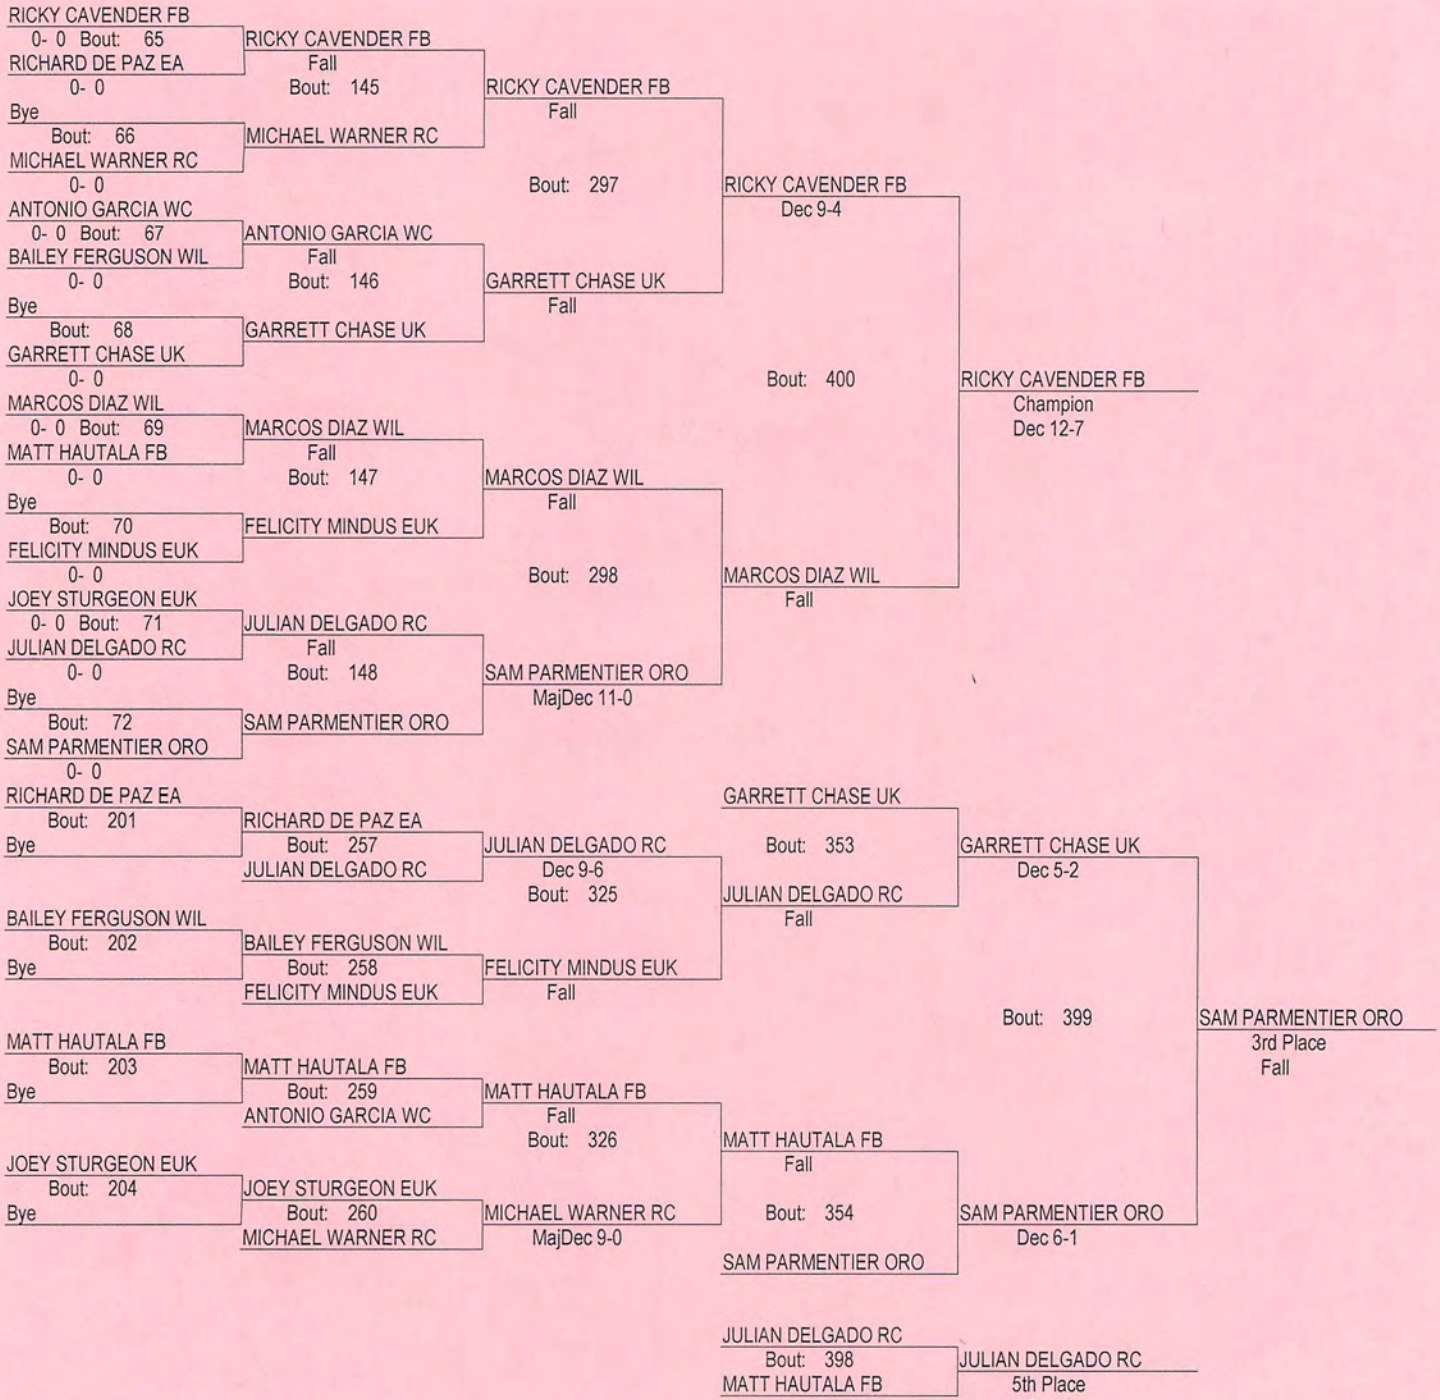 RICKY CAVENDER FB
0- 0 Bout: 65
RICHARD DE PAZ EA
0- 0
Bye
Bout: 66
MICHAEL WARNER RC
0- 0
ANTONIO GARCIA WC
0- 0 Bout: 67
BAILEY FERGUSON WIL
0- 0
Bye
Bout: 68
GARRETT CHASE UK
0- 0
MARCOS DIAZ WIL
0- 0 Bout: 69
MATT HAUTALA FB
0- 0
Bye
Bout: 70
FELICITY MINDUS EUK
0- 0
JOEY STURGEON EUK
0- 0 Bout: 71
JULIAN DELGADO RC
0- 0
Bye
Bout: 72
SAM PARMENTIER ORO
0- 0
RICKY CAVENDER FB
Fall
Bout: 145
MICHAEL WARNER RC
ANTONIO GARCIA WC
Fall
Bout: 146
GARRETT CHASE UK
MARCOS DIAZ WIL
Fall
Bout: 147
FELICITY MINDUS EUK
JULIAN DELGADO RC
Fall
Bout: 148
SAM PARMENTIER ORO
RICKY CAVENDER FB
Fall
Bout: 297
GARRETT CHASE UK
Fall
MARCOS DIAZ WIL
Fall
Bout: 298
SAM PARMENTIER ORO
MajDec 11-0
RICKY CAVENDER FB
Dec 9-4
Bout: 400
MARCOS DIAZ WIL
Fall
RICKY CAVENDER FB
Champion
Dec 12-7
RICHARD DE PAZ EA
Bout: 201
Bye
BAILEY FERGUSON WIL
Bout: 202
Bye
MATT HAUTALA FB
Bout: 203
Bye
JOEY STURGEON EUK
Bout: 204
Bye
RICHARD DE PAZ EA
Bout: 257
JULIAN DELGADO RC
BAILEY FERGUSON WIL
Bout: 258
FELICITY MINDUS EUK
MATT HAUTALA FB
Bout: 259
ANTONIO GARCIA WC
JOEY STURGEON EUK
Bout: 260
MICHAEL WARNER RC
JULIAN DELGADO RC
Dec 9-6
Bout: 325
FELICITY MINDUS EUK
Fall
MATT HAUTALA FB
Fall
Bout: 326
MICHAEL WARNER RC
MajDec 9-0
GARRETT CHASE UK
Bout: 353
JULIAN DELGADO RC
Fall
MATT HAUTALA FB
Fall
Bout: 354
SAM PARMENTIER ORO
GARRETT CHASE UK
Dec 5-2
Bout: 399
SAM PARMENTIER ORO
Dec 6-1
SAM PARMENTIER ORO
3rd Place
Fall
JULIAN DELGADO RC
Bout: 398
MATT HAUTALA FB
JULIAN DELGADO RC
5th Place